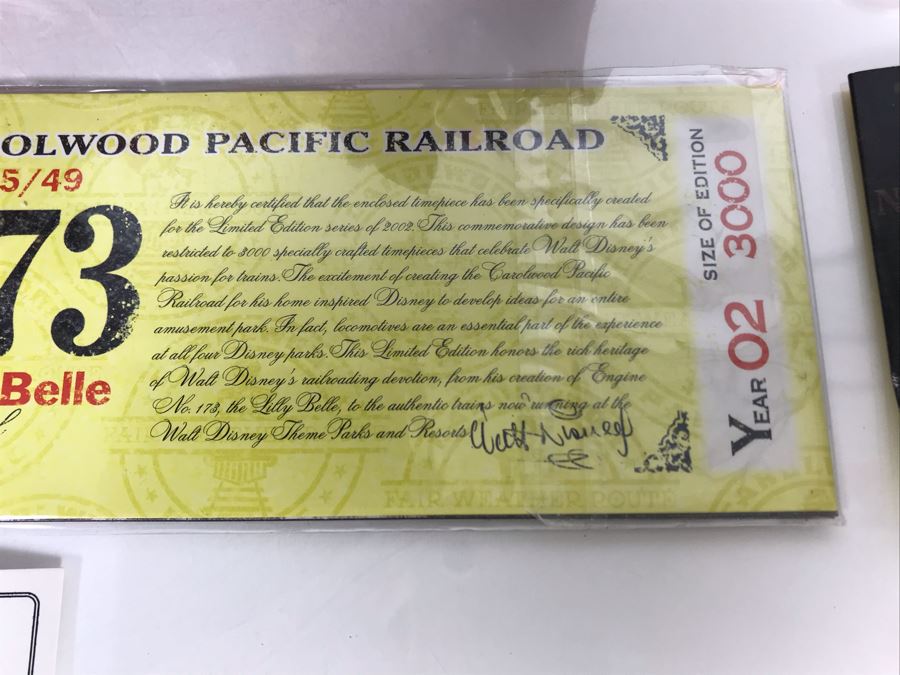 OLWOOD PACIFIC RAILROAD
5/49
73
Belle
It is hereby certified that the enclosed timepiece has been specifically created
for the Limited Edition series of 2002. This commemorative design has been
restricted to 3000 specially crafted timepieces that celebrate Walt Disney's
passion for trains. The excitement of creating the Carolwood Pacific
Railroad for his home inspired Disney to develop ideas for an entire
amusement park. In fact, locomotives are an essential part of the experience
at all four Disney parks. This Limited Edition honors the rich heritage
of Walt Disney's railroading devotion, from his creation of Engine
No. 173, the Lilly Belle, to the authentic trains now running at the
Walt Disney Theme Parks and Resorts
Walt Disney
FAIR WEATHER ROUTE
SIZE OF EDITION
3000
YEAR 02